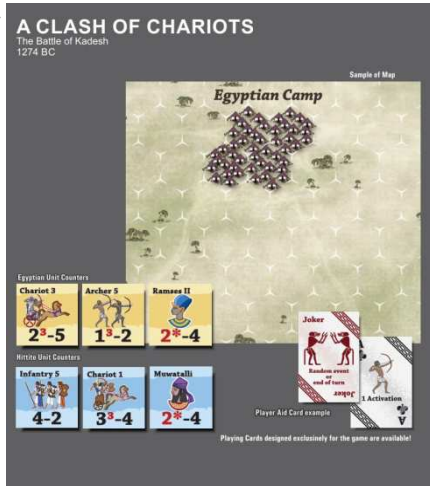 A CLASH OF CHARIOTS
The Battle of Kadesh
1274 BC
Sample of Map
Egyptian Camp
Egyptian Unit Counters
Chariot 3
2³-5
Archer 5
1³-2
Ramses II
2*-4
Hittite Unit Counters
Infantry 5
4-2
Chariot 1
3³-4
Muwatalli
2*-4
Joker
Random event
or
end of turn
Joker
1 Activation
A
Player Aid Card example
Playing Cards designed exclusively for the game are available!